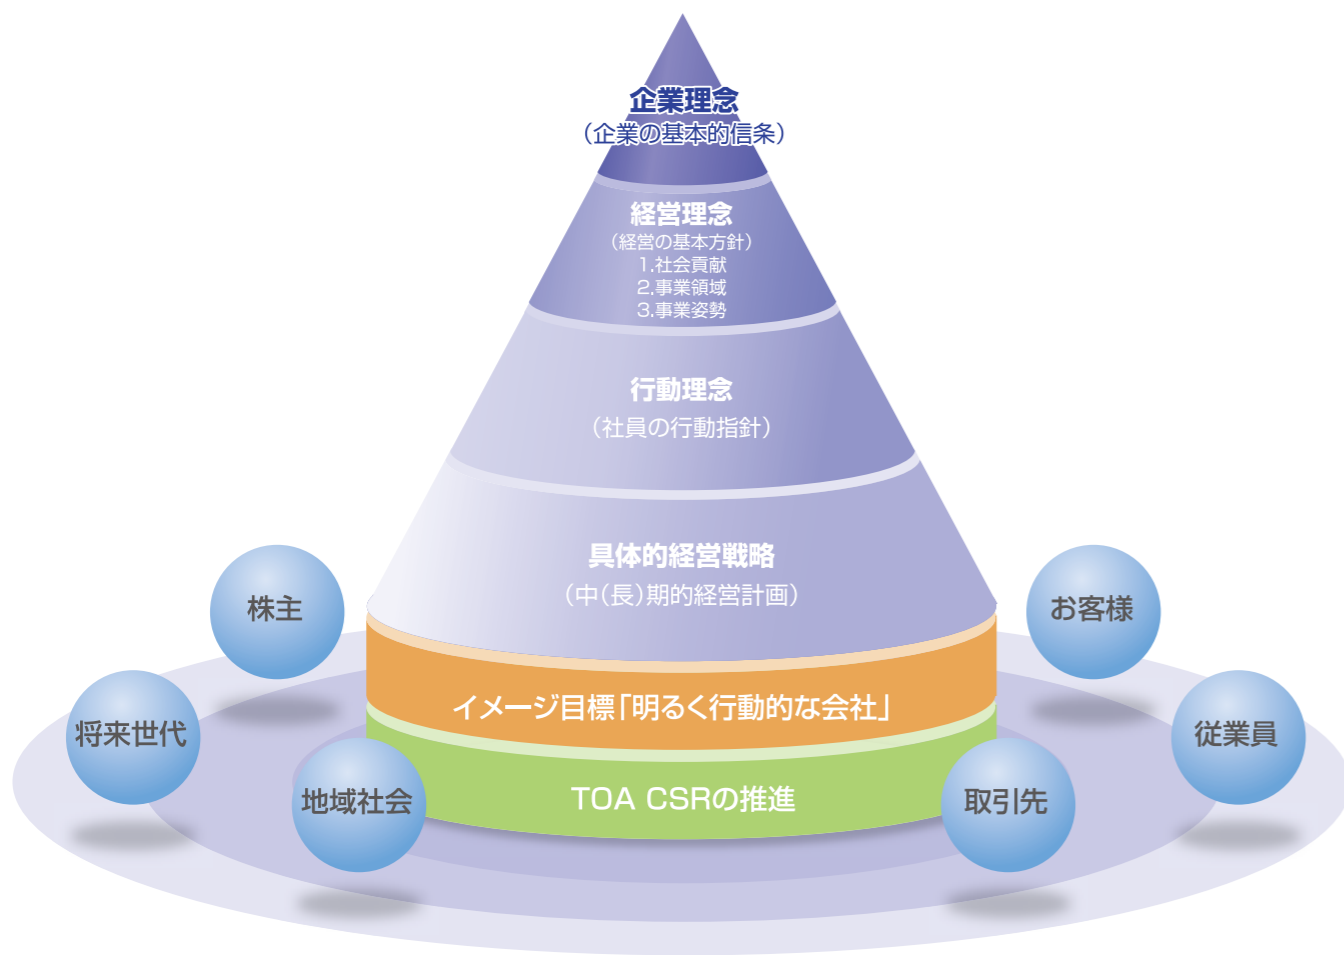 企業理念
（企業の基本的信条）
経営理念
（経営の基本方針）
1.社会貢献
2.事業領域
3.事業姿勢
行動理念
（社員の行動指針）
具体的経営戦略
（中（長）期的経営計画）
株主
お客様
将来世代
イメージ目標「明るく行動的な会社」
従業員
地域社会
TOA CSRの推進
取引先